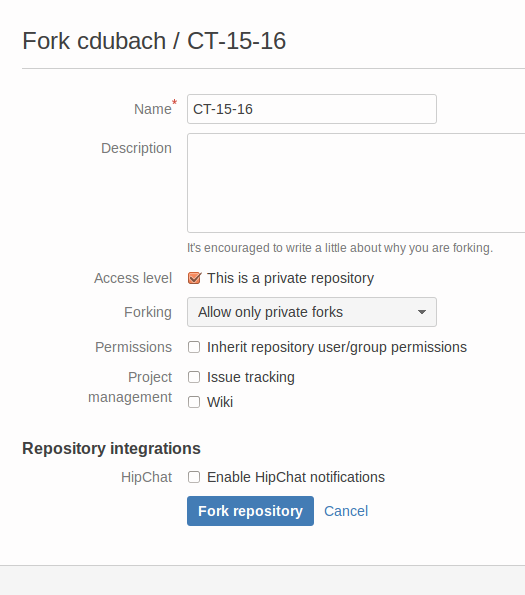 Fork cdubach / CT-15-16
Name* CT-15-16
Description
It's encouraged to write a little about why you are forking.
Access level This is a private repository
Forking Allow only private forks
Permissions Inherit repository user/group permissions
Project management Issue tracking
Wiki
Repository integrations
HipChat Enable HipChat notifications
Fork repository Cancel